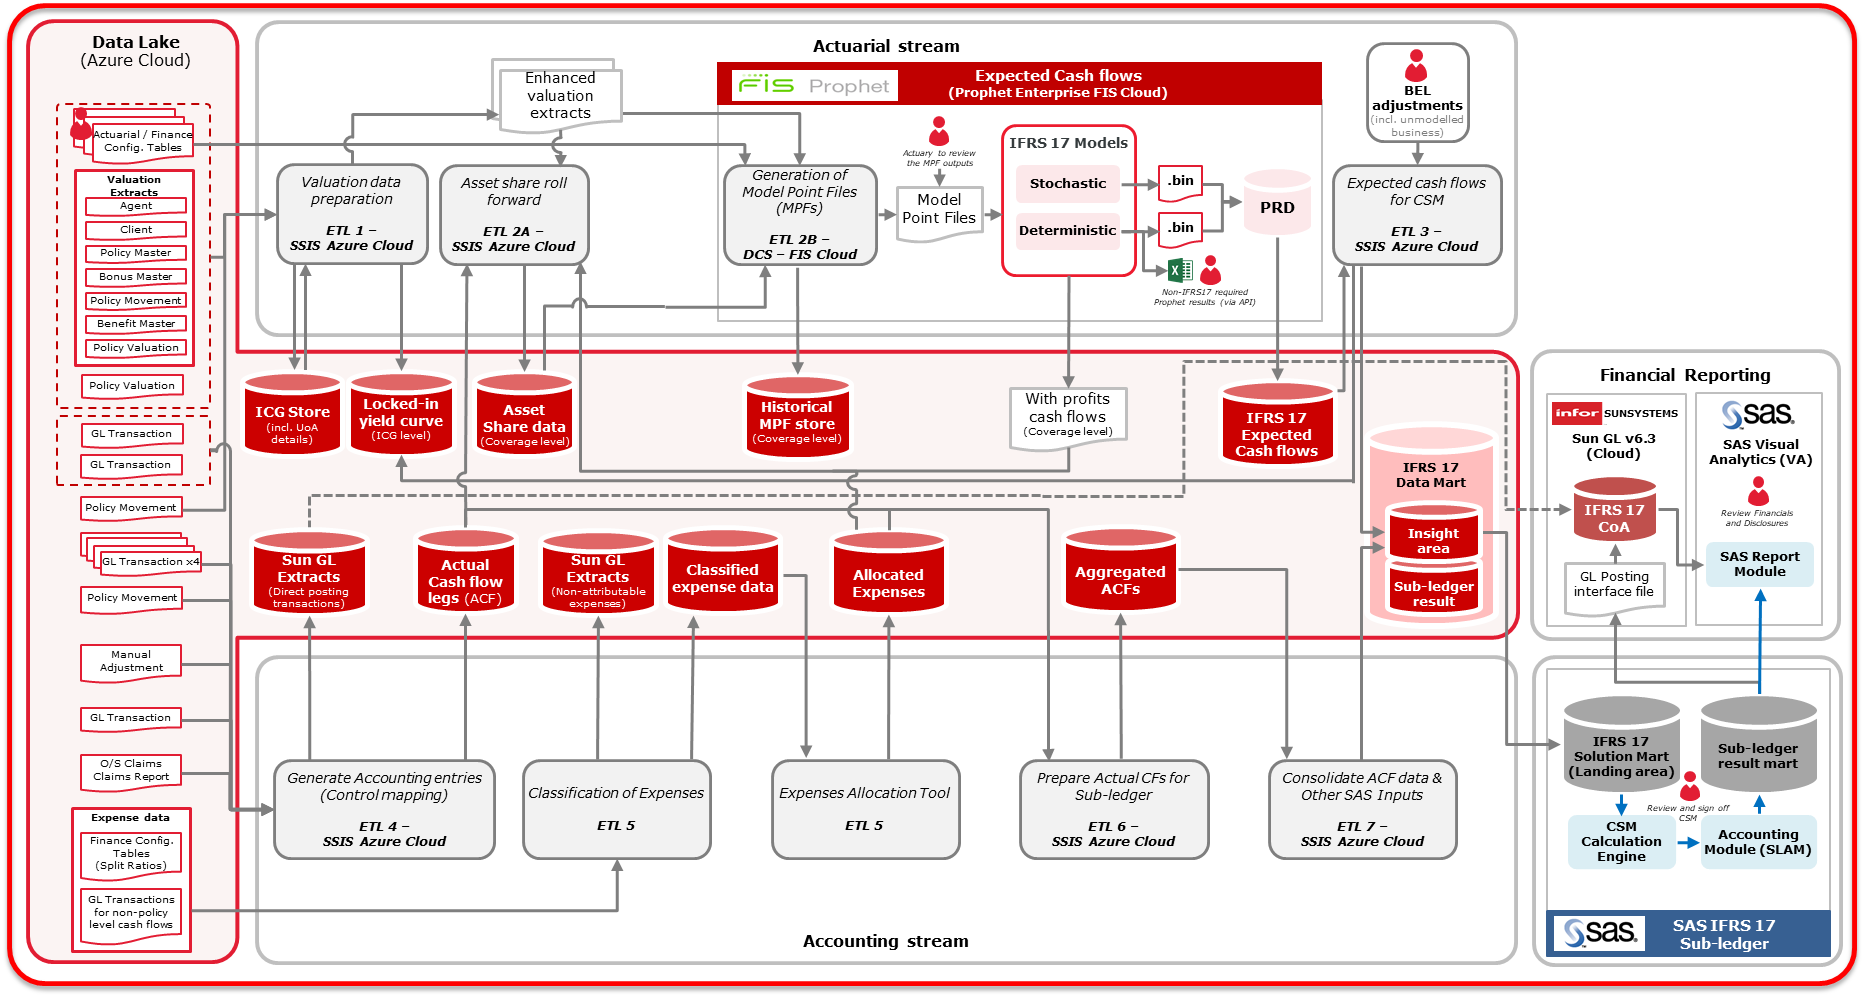 Data Lake
(Azure Cloud)
Actuarial / Finance
Config. Tables
Valuation
Extracts
Agent
Client
Policy Master
Bonus Master
Policy Movement
Benefit Master
Policy Valuation
Policy Valuation
GL Transaction
GL Transaction
Policy Movement
GL Transaction x4
Policy Movement
Manual
Adjustment
GL Transaction
O/S Claims
Claims Report
Expense data
Finance Config.
Tables
(Split Ratios)
GL Transactions
for non-policy
level cash flows
Actuarial stream
Enhanced
valuation
extracts
Valuation data
preparation
ETL 1 –
SSIS Azure Cloud
Asset share roll
forward
ETL 2A –
SSIS Azure Cloud
FIS Prophet
Expected Cash flows
(Prophet Enterprise FIS Cloud)
Generation of
Model Point Files
(MPFs)
ETL 2B –
DCS – FIS Cloud
Actuary to review
the MPF outputs
Model
Point Files
IFRS 17 Models
Stochastic
Deterministic
.bin
.bin
X
Non-IFRS17 required
Prophet results (via API)
PRD
BEL
adjustments
(incl. unmodelled
business)
Expected cash flows
for CSM
ETL 3 –
SSIS Azure Cloud
ICG Store
(incl. UoA
details)
Locked-in
yield curve
(ICG level)
Asset
Share data
(Coverage level)
Historical
MPF store
(Coverage level)
With profits
cash flows
(Coverage level)
IFRS 17
Expected
Cash flows
IFRS 17
Data Mart
Insight
area
Sub-ledger
result
Sun GL
Extracts
(Direct posting
transactions)
Actual
Cash flow
legs (ACF)
Sun GL
Extracts
(Non-attributable
expenses)
Classified
expense data
Allocated
Expenses
Aggregated
ACFs
Generate Accounting entries
(Control mapping)
ETL 4 –
SSIS Azure Cloud
Classification of Expenses
ETL 5
Expenses Allocation Tool
ETL 5
Prepare Actual CFs for
Sub-ledger
ETL 6 –
SSIS Azure Cloud
Consolidate ACF data &
Other SAS Inputs
ETL 7 –
SSIS Azure Cloud
Accounting stream
Financial Reporting
infor SUNSYSTEMS
Sun GL v6.3
(Cloud)
IFRS 17
CoA
GL Posting
interface file
sas.
SAS Visual
Analytics (VA)
Review Financials
and Disclosures
SAS Report
Module
IFRS 17
Solution Mart
(Landing area)
Sub-ledger
result mart
Review and sign off
CSM
CSM
Calculation
Engine
Accounting
Module (SLAM)
sas.
SAS IFRS 17
Sub-ledger